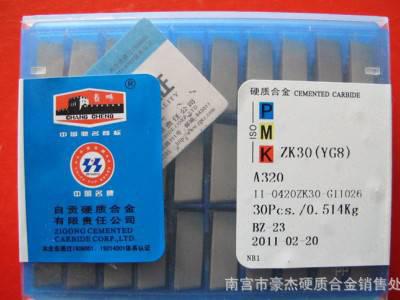 长城
®
CHANG CHENG
中国驰名商标
中国名牌
自贡硬质合金
有限责任公司
ZIGONG CEMENTED
CARBIDE CORP.,LTD.
硬质合金 CEMENTED CARBIDE
ISO
P
M
K
ZK30(YG8)
A320
11-0420ZK30-G11026
30Pcs./0.514Kg
BZ-23
2011-02-20
NB1
南宫市豪杰硬质合金销售处